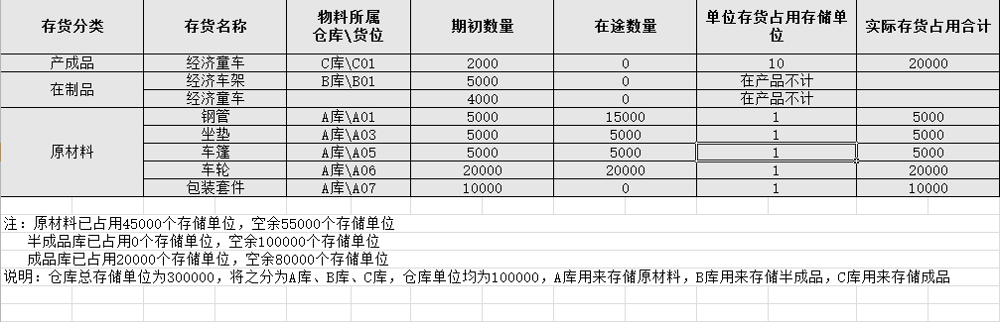 存货分类 存货名称 物料所属仓库\货位 期初数量 在途数量 单位存货占用存储单位 实际存货占用合计
产成品 经济童车 C库\C01 2000 0 10 20000
在制品 经济车架 B库\B01 5000 0 在产品不计
经济童车 4000 0 在产品不计
原材料 钢管 A库\A01 5000 15000 1 5000
坐垫 A库\A03 5000 5000 1 5000
车篷 A库\A05 5000 5000 1 5000
车轮 A库\A06 20000 20000 1 20000
包装套件 A库\A07 10000 0 1 10000
注:原材料已占用45000个存储单位,空余55000个存储单位
半成品库已占用0个存储单位,空余100000个存储单位
成品库已占用20000个存储单位,空余80000个存储单位
说明:仓库总存储单位为300000,将之分为A库、B库、C库,仓库单位均为100000,A库用来存储原材料,B库用来存储半成品,C库用来存储成品